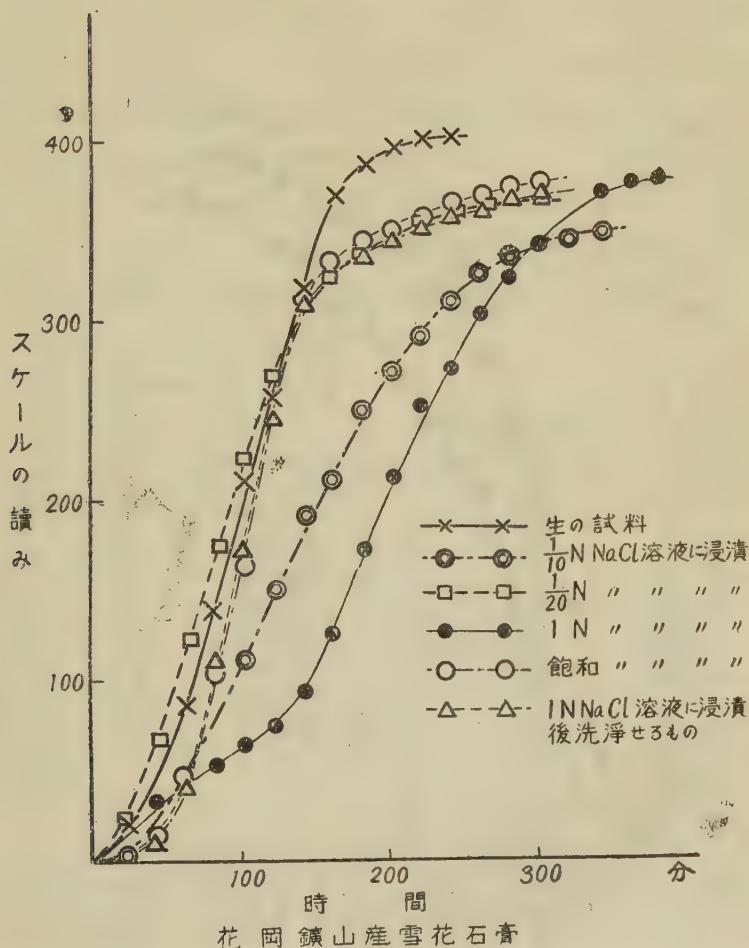 400
300
200
100
スケールの讀み
生の試料
1/10 N NaCl溶液に浸漬
1/20 N 〃 〃 〃 〃
1 N 〃 〃 〃 〃
飽和 〃 〃 〃 〃
1N NaCl溶液に浸漬
後洗淨せるもの
100 200 300 分
時間
花岡鑛山産雪花石膏